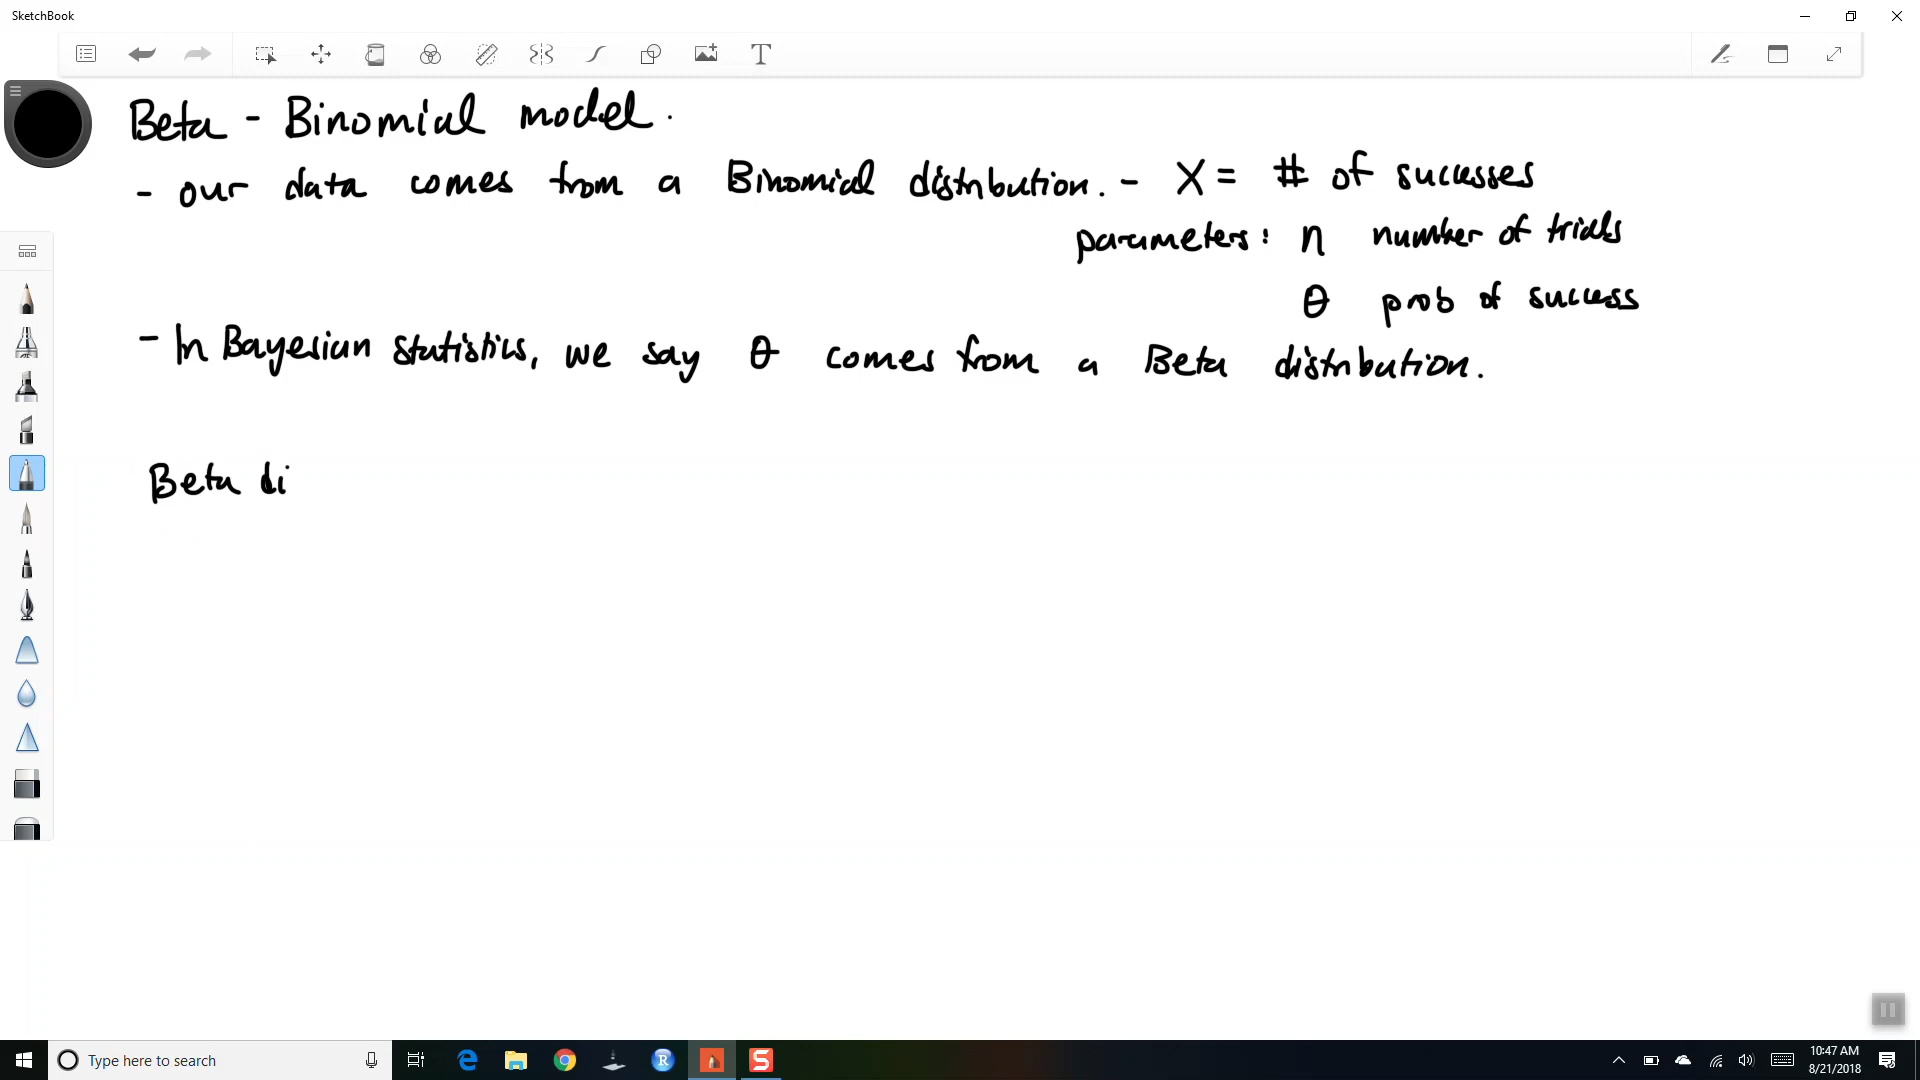 SketchBook
Beta - Binomial model.
- our data comes from a Binomial distribution. - X = # of successes
parameters: n number of trials
θ prob of success
- In Bayesian statistics, we say θ comes from a Beta distribution.
Beta di
Type here to search
10:47 AM
8/21/2018